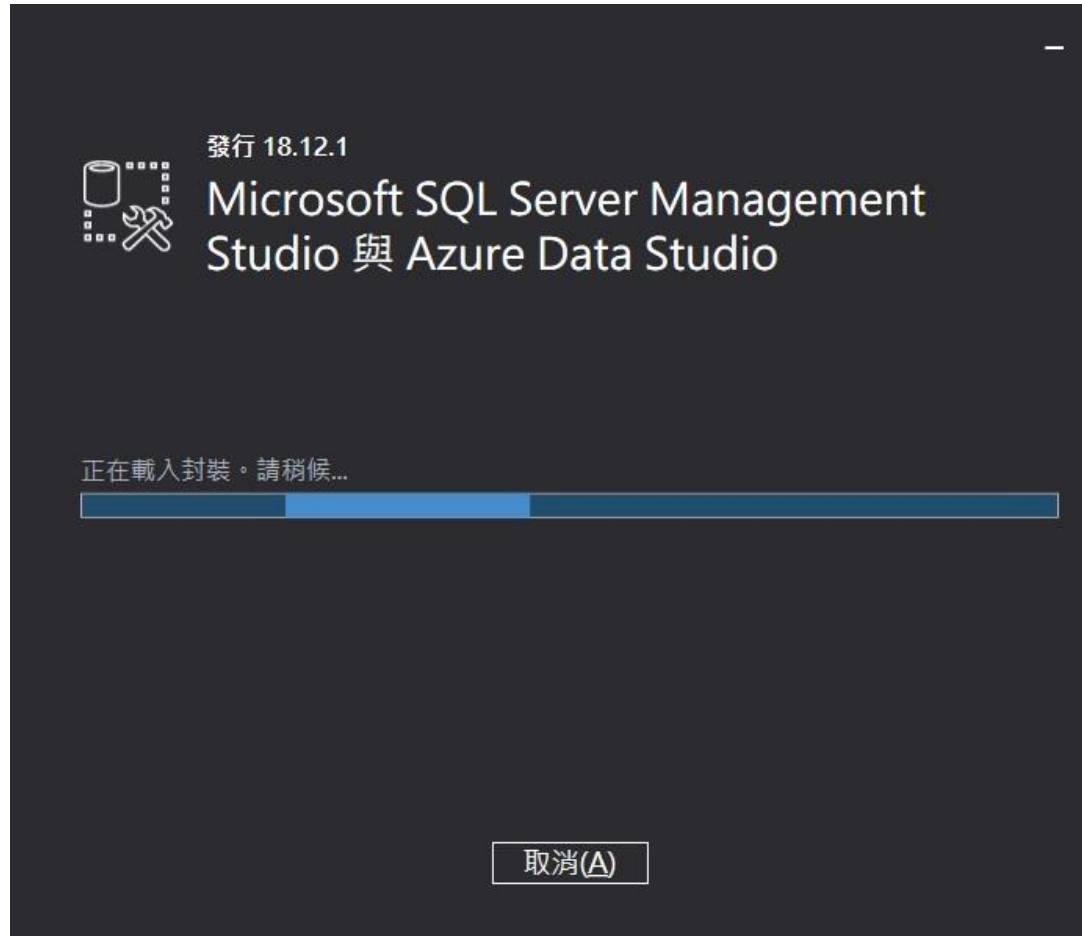 發行 18.12.1
Microsoft SQL Server Management
Studio 與 Azure Data Studio
正在載入封裝。請稍候...
取消(A)